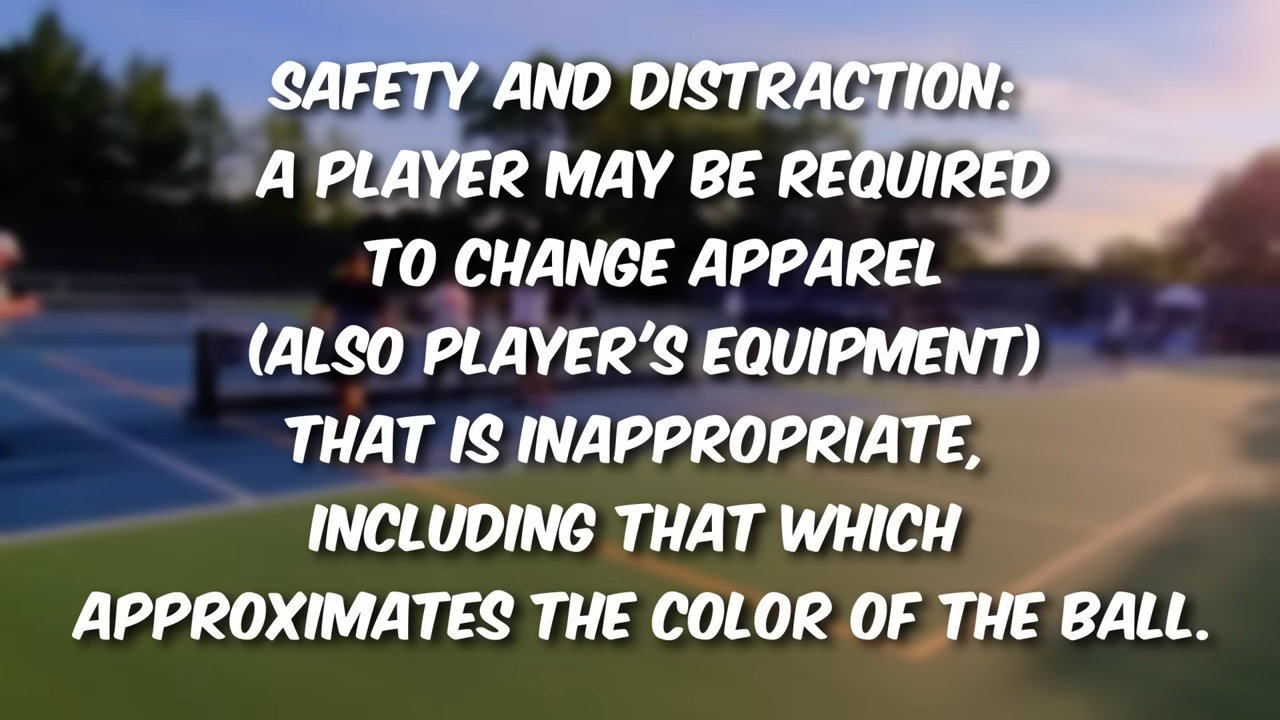 SAFETY AND DISTRACTION:
A PLAYER MAY BE REQUIRED
TO CHANGE APPAREL
(ALSO PLAYER'S EQUIPMENT)
THAT IS INAPPROPRIATE,
INCLUDING THAT WHICH
APPROXIMATES THE COLOR OF THE BALL.